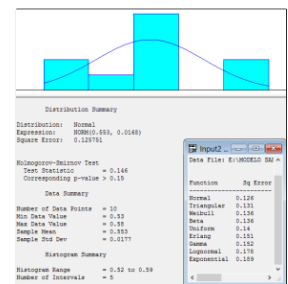 Distribution Summary
Distribution: Normal
Expression: NORM(0.553, 0.0168)
Square Error: 0.125751
Kolmogorov-Smirnov Test
Test Statistic = 0.146
Corresponding p-value > 0.15
Data Summary
Number of Data Points = 10
Min Data Value = 0.53
Max Data Value = 0.58
Sample Mean = 0.553
Sample Std Dev = 0.0177
Histogram Summary
Histogram Range = 0.52 to 0.59
Number of Intervals = 5
Input2 ...
Data File: E:\MODELO SAN
Function Sq Error
Normal 0.126
Triangular 0.131
Weibull 0.136
Beta 0.136
Uniform 0.14
Erlang 0.151
Gamma 0.152
Lognormal 0.178
Exponential 0.189